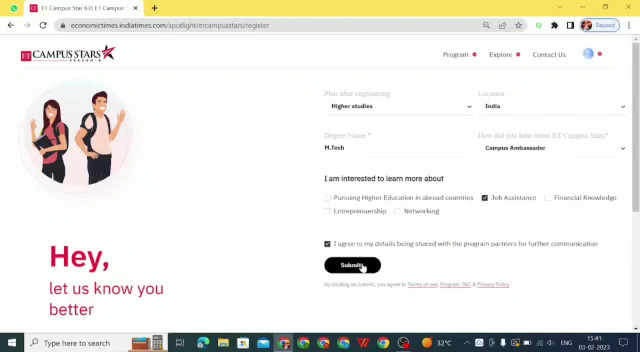 ET Campus Star 6.0: ET Campus
economictimes.indiatimes.com/spotlight/etcampusstars/register
Paused
ET CAMPUS STARS
SEASON-6
Program
Explore
Contact Us
Plan after engineering
Location
Higher studies
India
Degree Name *
How did you hear about ET Campus Stars*
M.Tech
Campus Ambassador
I am interested to learn more about
Pursuing Higher Education in abroad countries
Job Assistance
Financial Knowledge
Entreprenuership
Networking
I agree to my details being shared with the program partners for further communication
Submit
By clicking on Submit, you agree to Terms of use, Program T&C & Privacy Policy.
Hey,
let us know you
better
Type here to search
32°C
ENG
15:41
03-02-2023